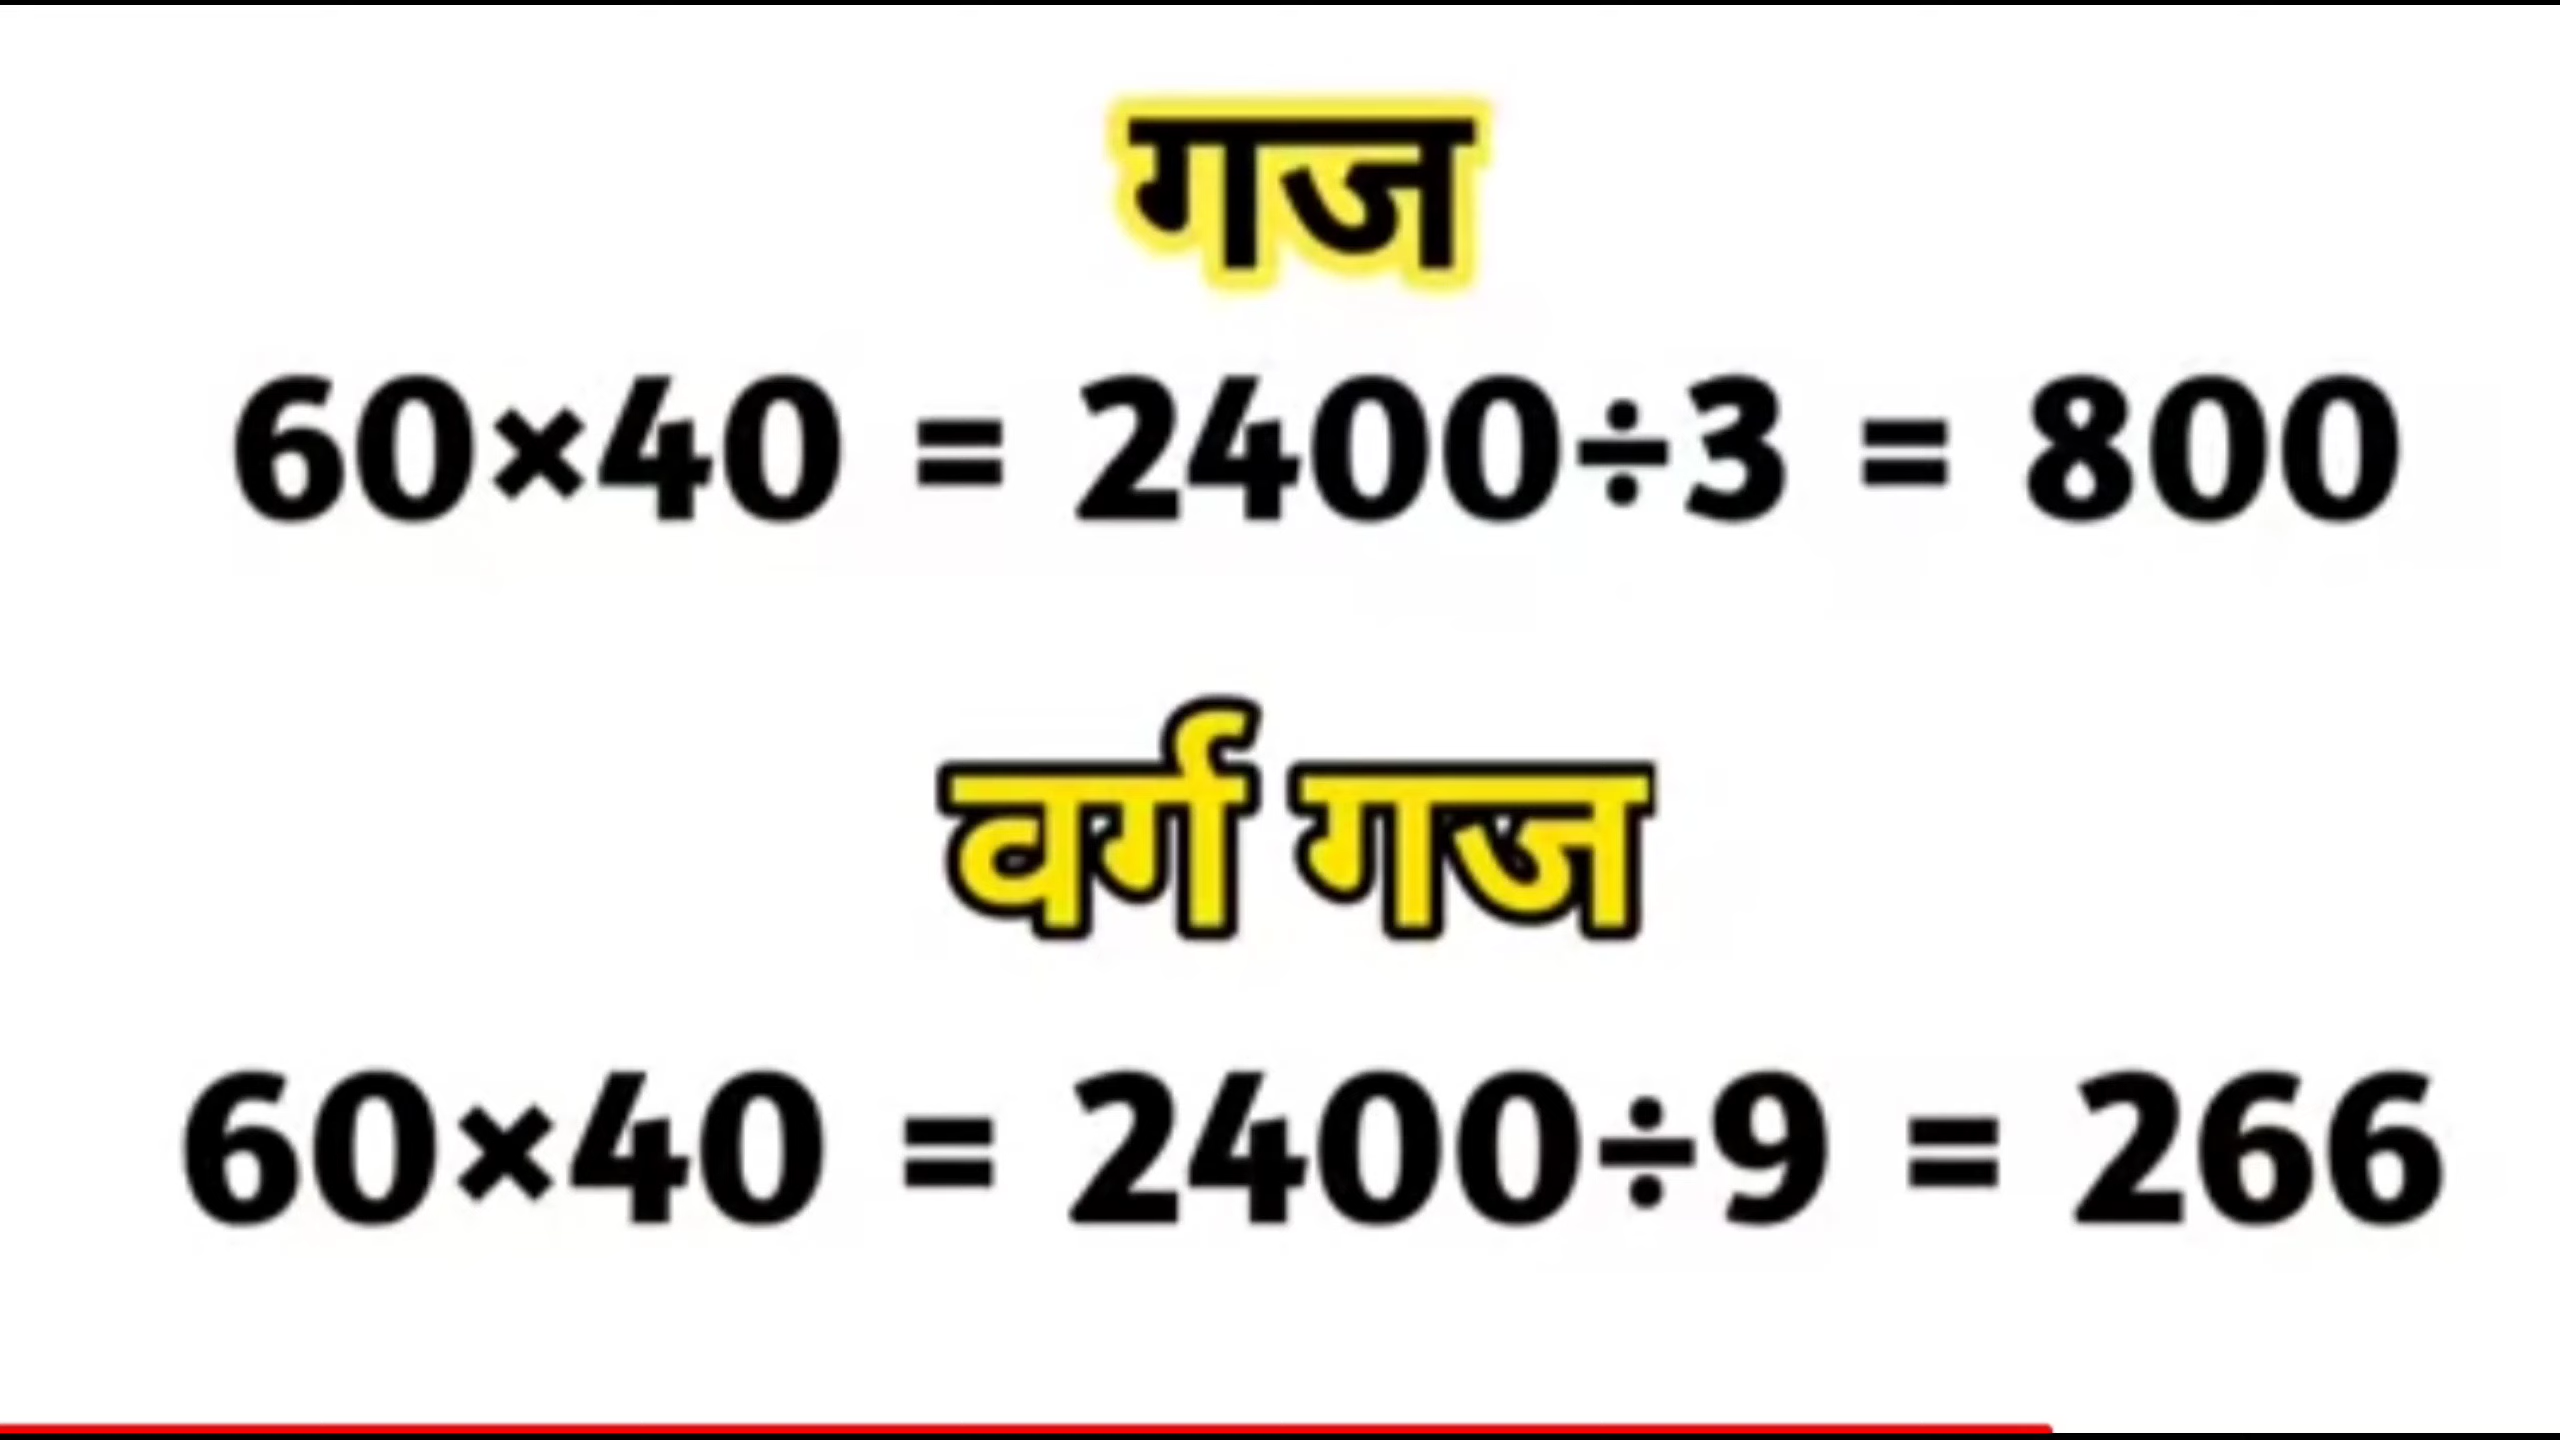 गज
60×40 = 2400÷3 = 800
वर्ग गज
60×40 = 2400÷9 = 266